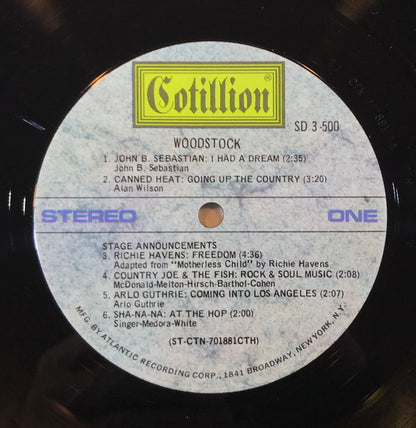 Cotillion®
SD 3-500
WOODSTOCK
1. JOHN B. SEBASTIAN: I HAD A DREAM (2:35)
John B. Sebastian
2. CANNED HEAT: GOING UP THE COUNTRY (3:20)
Alan Wilson
STEREO ONE
STAGE ANNOUNCEMENTS
3. RICHIE HAVENS: FREEDOM (4:36)
Adapted from "Motherless Child" by Richie Havens
4. COUNTRY JOE & THE FISH: ROCK & SOUL MUSIC (2:08)
McDonald-Melton-Hirsch-Barthol-Cohen
5. ARLO GUTHRIE: COMING INTO LOS ANGELES (2:07)
Arlo Guthrie
6. SHA-NA-NA: AT THE HOP (2:00)
Singer-Medora-White
(ST-CTN-701881CTH)
MFG BY ATLANTIC RECORDING CORP., 1841 BROADWAY, NEW YORK, N.Y.